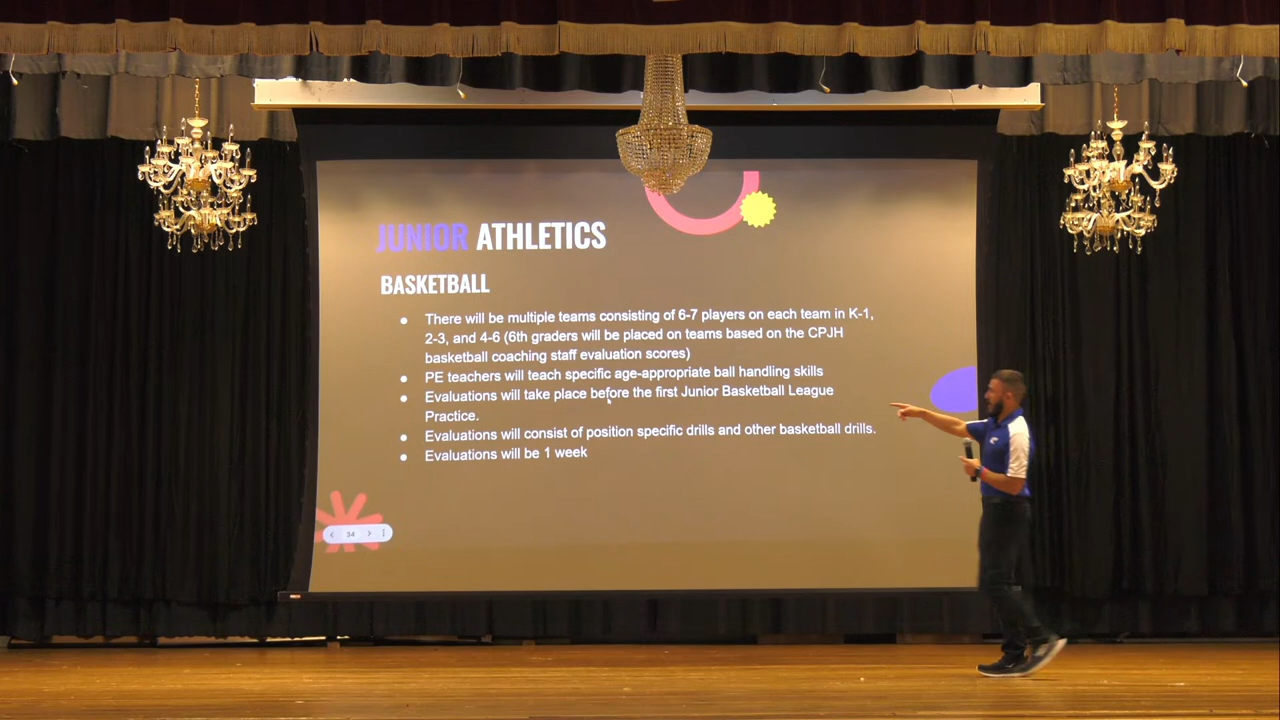 JUNIOR ATHLETICS
BASKETBALL
● There will be multiple teams consisting of 6-7 players on each team in K-1,
2-3, and 4-6 (6th graders will be placed on teams based on the CPJH
basketball coaching staff evaluation scores)
● PE teachers will teach specific age-appropriate ball handling skills
● Evaluations will take place before the first Junior Basketball League
Practice.
● Evaluations will consist of position specific drills and other basketball drills.
● Evaluations will be 1 week
34